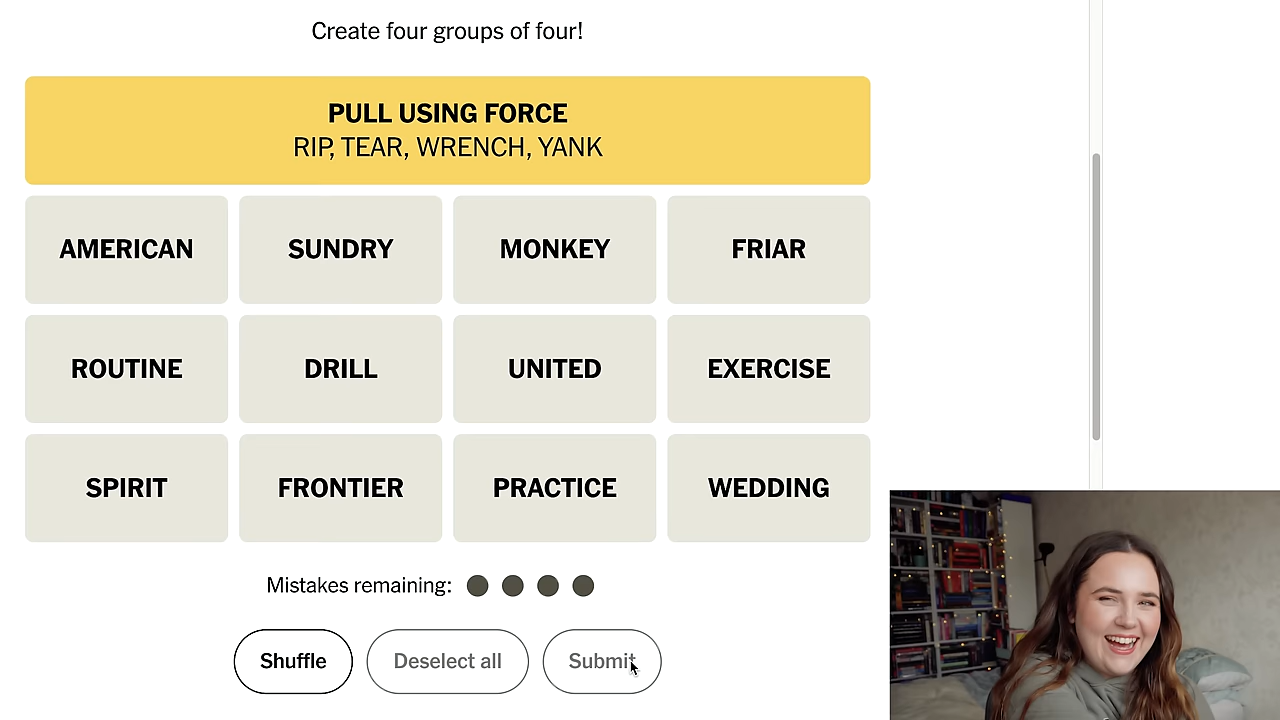 Create four groups of four!
PULL USING FORCE
RIP, TEAR, WRENCH, YANK
AMERICAN SUNDRY MONKEY FRIAR
ROUTINE DRILL UNITED EXERCISE
SPIRIT FRONTIER PRACTICE WEDDING
Mistakes remaining:
Shuffle Deselect all Submit